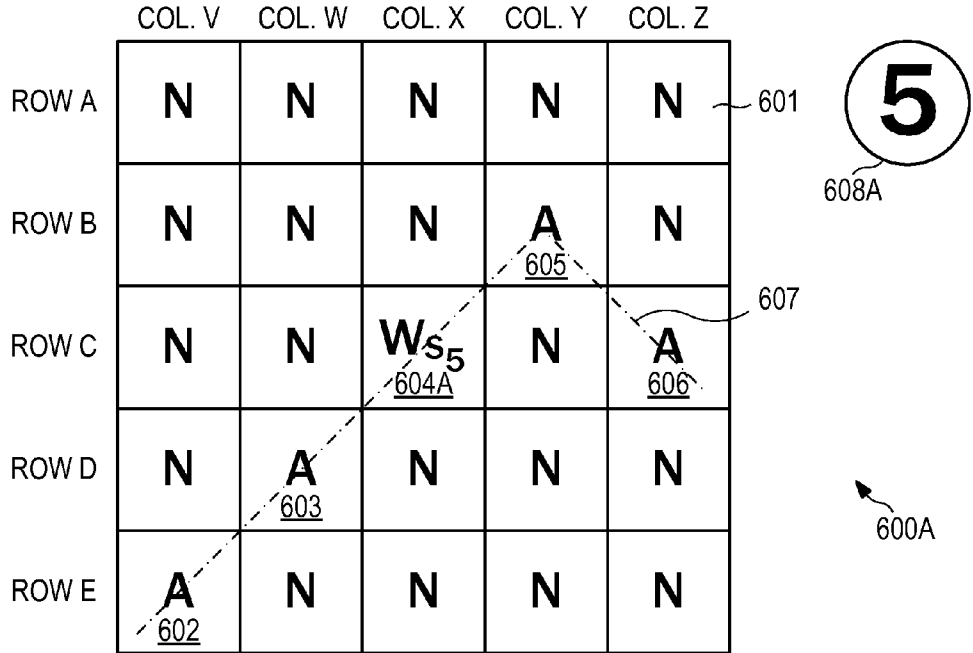 COL. V COL. W COL. X COL. Y COL. Z
ROW A N N N N N 601 5
608A
ROW B N N N A N
605
607
ROW C N N Ws5 N A
604A 606
ROW D N A N N N
603
600A
ROW E A N N N N
602